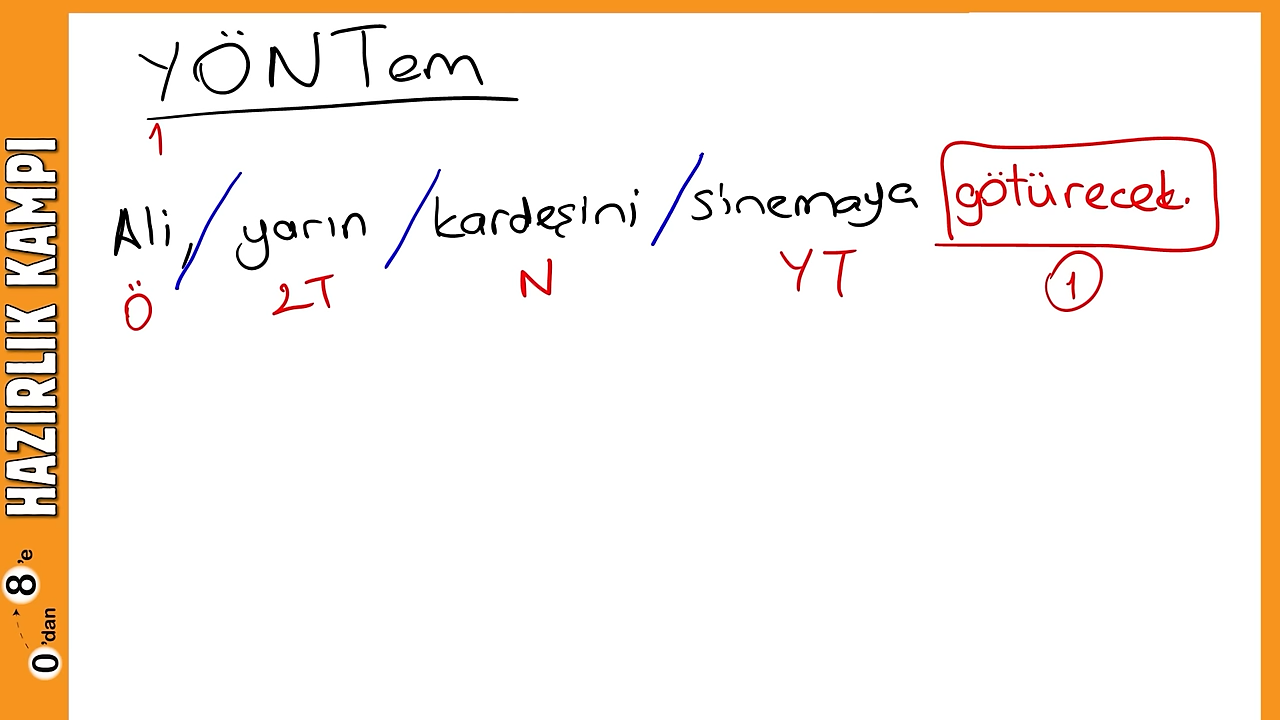 YÖNTem
1
Ali, / yarın / kardeşini / sinemaya götürecek.
Ö 2T N YT 1
HAZIRLIK KAMPI
0'dan 8'e